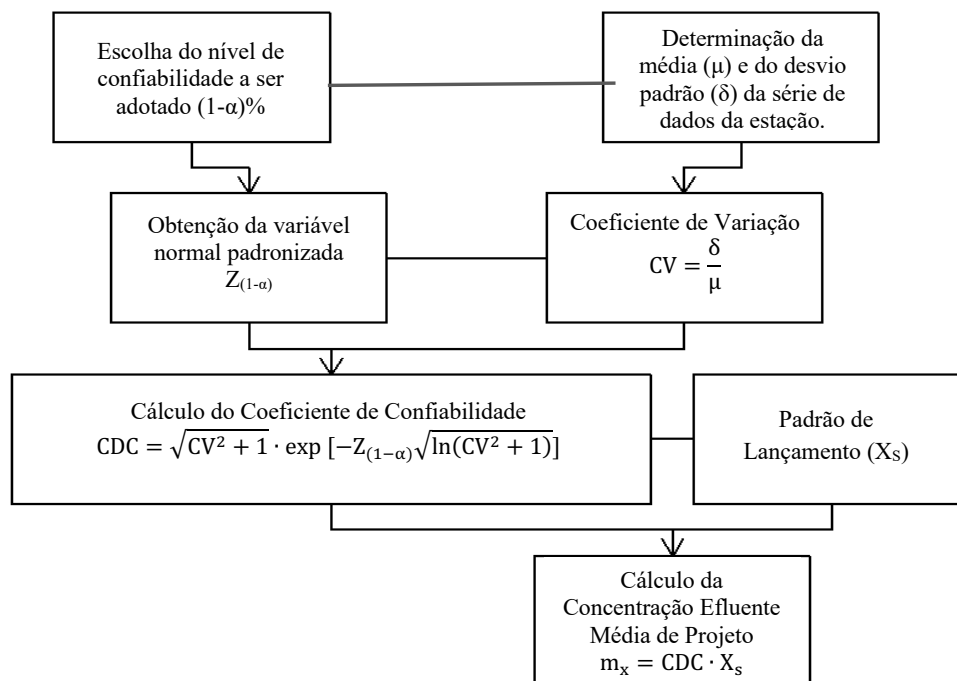 Escolha do nível de
confiabilidade a ser
adotado (1-α)%
Determinação da
média (μ) e do desvio
padrão (δ) da série de
dados da estação.
Obtenção da variável
normal padronizada
Z(1-α)
Coeficiente de Variação
CV = δ/μ
Cálculo do Coeficiente de Confiabilidade
CDC = √(CV² + 1) · exp [−Z(1−α)√(ln(CV² + 1))]
Padrão de
Lançamento (XS)
Cálculo da
Concentração Efluente
Média de Projeto
mx = CDC · Xs